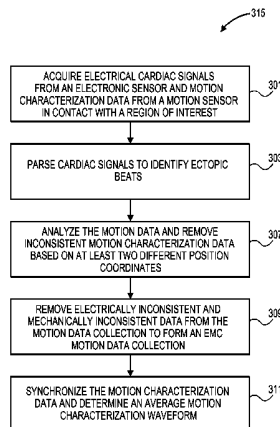 315
ACQUIRE ELECTRICAL CARDIAC SIGNALS
FROM AN ELECTRONIC SENSOR AND MOTION
CHARACTERIZATION DATA FROM A MOTION SENSOR
IN CONTACT WITH A REGION OF INTEREST
301
PARSE CARDIAC SIGNALS TO IDENTIFY ECTOPIC
BEATS
303
ANALYZE THE MOTION DATA AND REMOVE
INCONSISTENT MOTION CHARACTERIZATION DATA
BASED ON AT LEAST TWO DIFFERENT POSITION
COORDINATES
REMOVE ELECTRICALLY INCONSISTENT AND
MECHANICALLY INCONSISTENT DATA FROM THE
MOTION DATA COLLECTION TO FORM AN EMC
MOTION DATA COLLECTION
309
SYNCHRONIZE THE MOTION CHARACTERIZATION
DATA AND DETERMINE AN AVERAGE MOTION
CHARACTERIZATION WAVEFORM
311